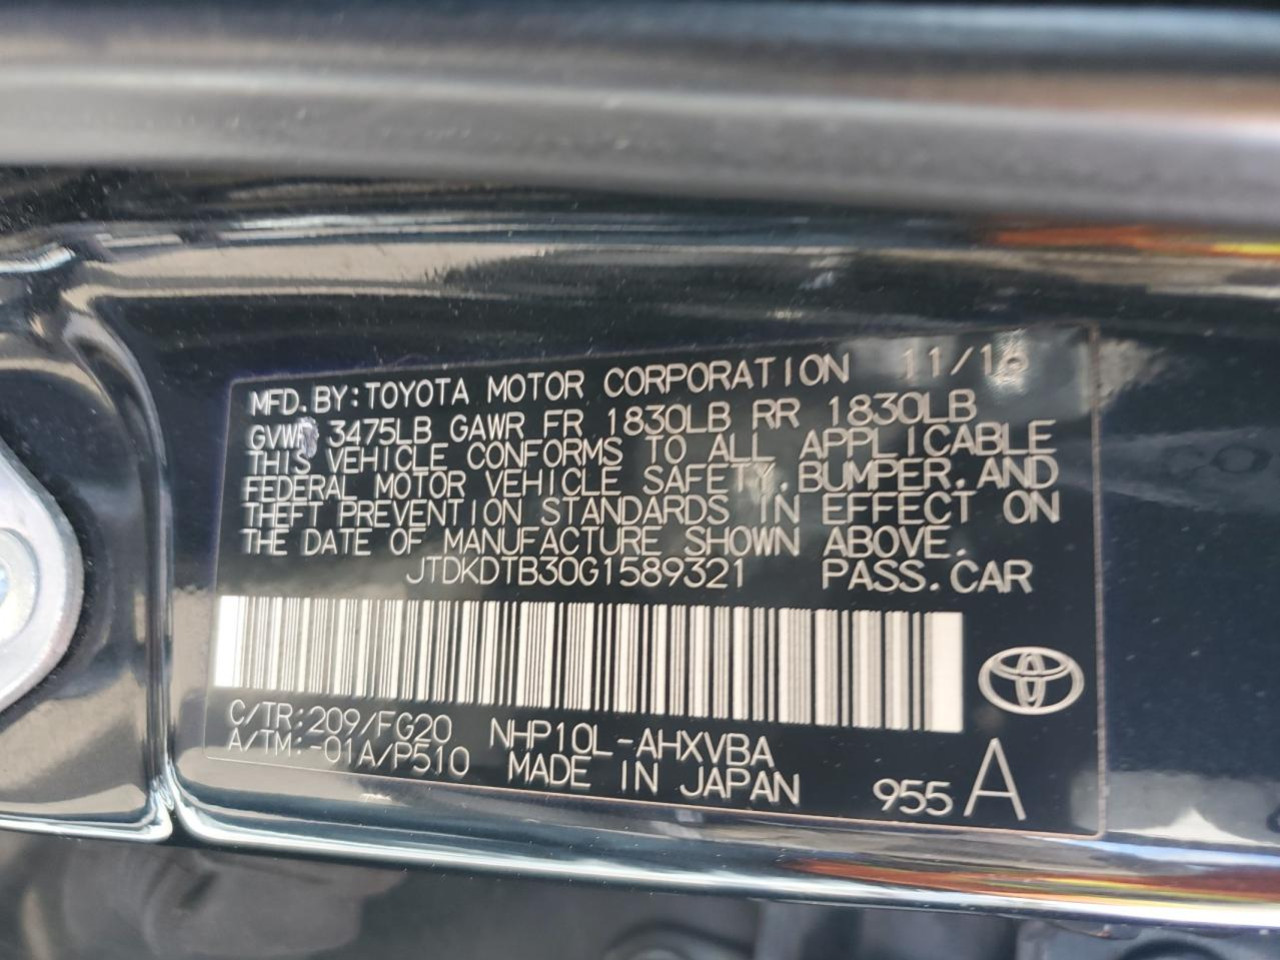 MFD. BY: TOYOTA MOTOR CORPORATION
GVWR 3475LB GAWR FR 1830LB RR 1830LB
THIS VEHICLE CONFORMS TO ALL APPLICABLE
FEDERAL MOTOR VEHICLE SAFETY, BUMPER, AND
THEFT PREVENTION STANDARDS IN EFFECT ON
THE DATE OF MANUFACTURE SHOWN ABOVE.
JTDKDTB30G1589321 PASS. CAR
C/TR:209/FG20 NHP10L-AHXVBA
A/TM:-01A/P510 MADE IN JAPAN 955 A